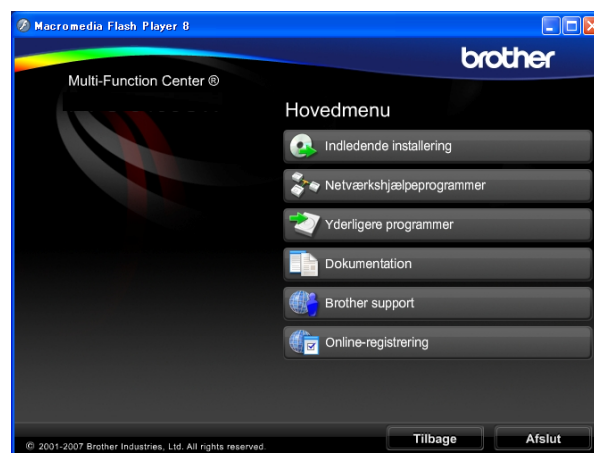 Macromedia Flash Player 8
brother
Multi-Function Center ®
Hovedmenu
Indledende installering
Netværkshjælpeprogrammer
Yderligere programmer
Dokumentation
Brother support
Online-registrering
Tilbage
Afslut
© 2001-2007 Brother Industries, Ltd. All rights reserved.